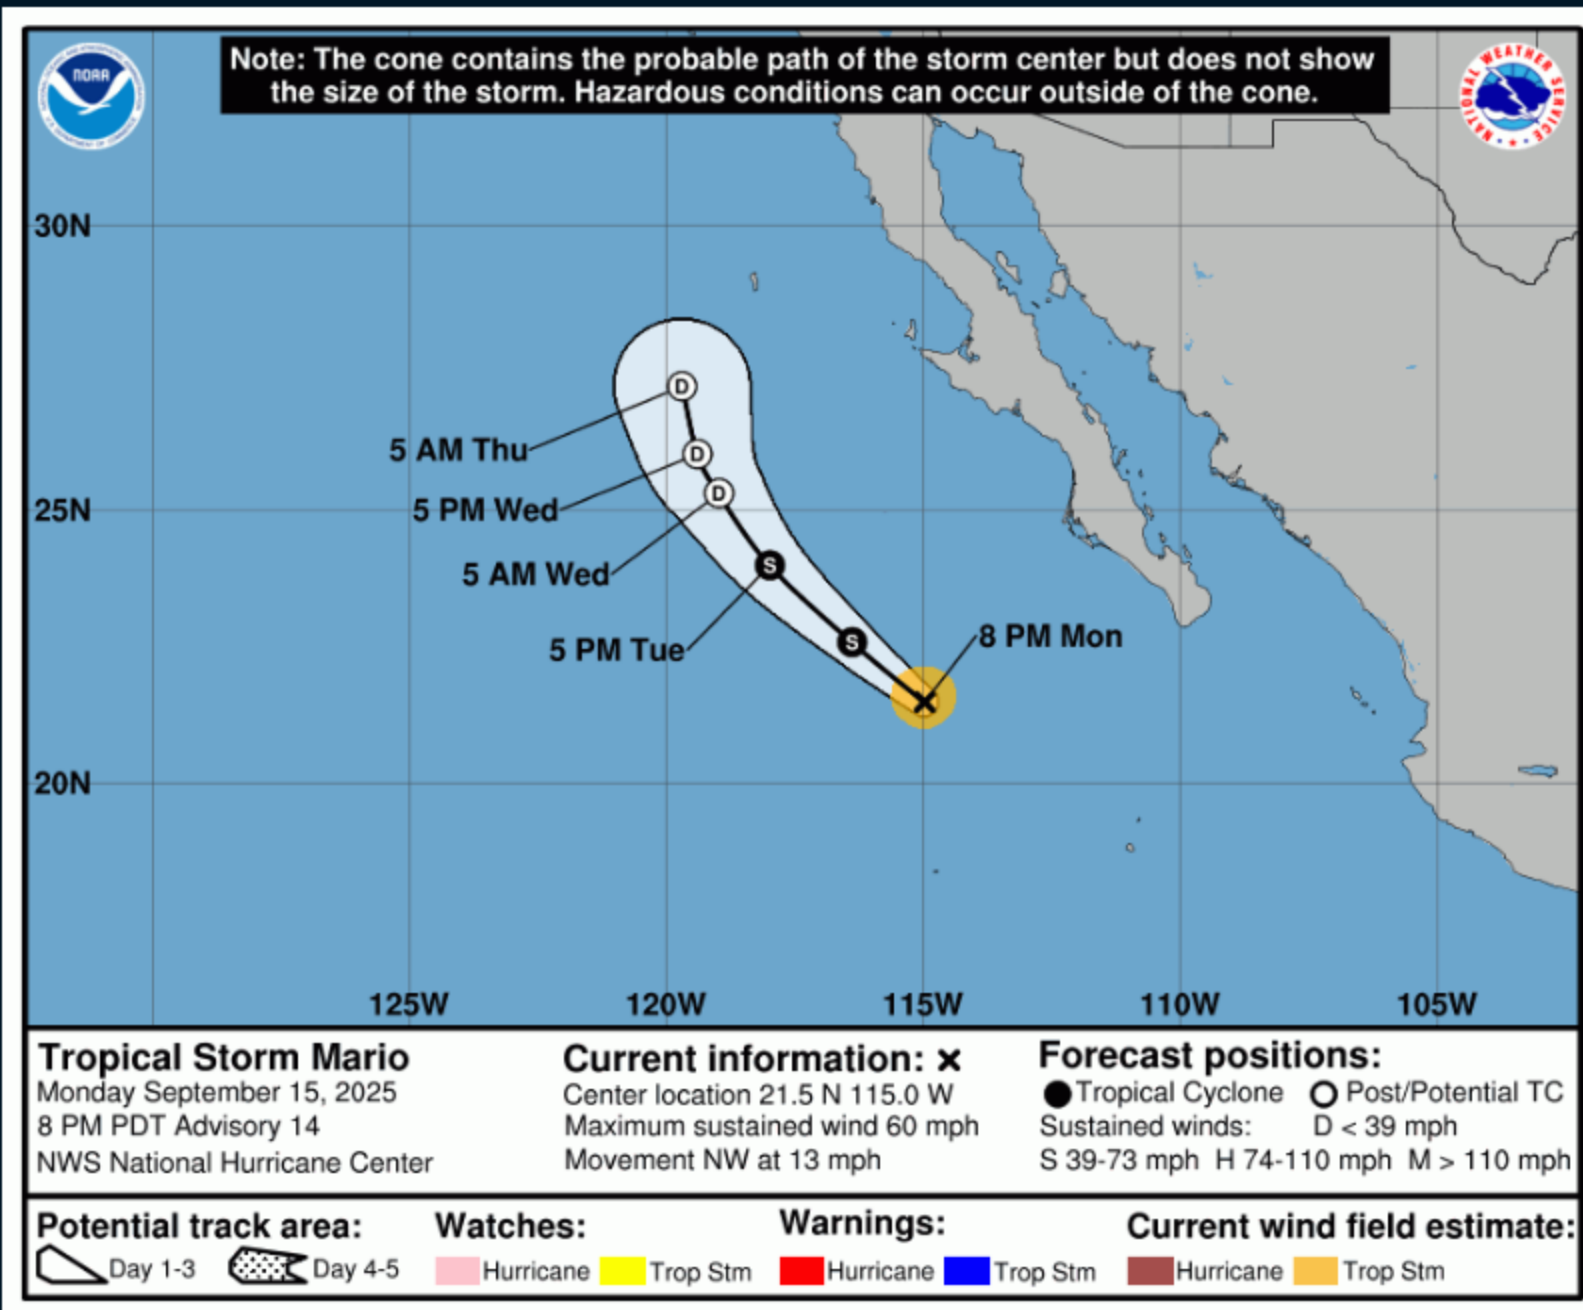 Note: The cone contains the probable path of the storm center but does not show
the size of the storm. Hazardous conditions can occur outside of the cone.
NOAA
NATIONAL WEATHER SERVICE
30N
25N
20N
5 AM Thu
D
5 PM Wed
D
5 AM Wed
D
5 PM Tue
S
S
8 PM Mon
125W 120W 115W 110W 105W
Tropical Storm Mario
Monday September 15, 2025
8 PM PDT Advisory 14
NWS National Hurricane Center
Current information: ×
Center location 21.5 N 115.0 W
Maximum sustained wind 60 mph
Movement NW at 13 mph
Forecast positions:
Tropical Cyclone Post/Potential TC
Sustained winds: D < 39 mph
S 39-73 mph H 74-110 mph M > 110 mph
Potential track area:
Day 1-3 Day 4-5
Watches:
Hurricane Trop Stm
Warnings:
Hurricane Trop Stm
Current wind field estimate:
Hurricane Trop Stm